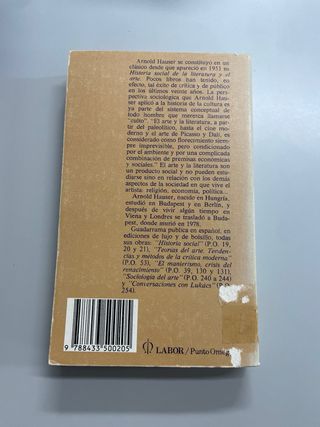 Arnold Hauser se constituyó en un
clásico desde que apareció en 1951 su
Historia social de la literatura y el
arte. Pocos libros han tenido, en
efecto, tal éxito de crítica y de público
en los últimos veinte años. La pers-
pectiva sociológica que Arnold Hau-
ser aplicó a la historia de la cultura es
ya parte del sistema conceptual de
todo hombre que merezca llamarse
"culto". "El arte y la literatura, a par-
tir del paleolítico, hasta el cine moder-
no y el arte de Picasso y Dalí, es
considerado como florecimiento siem-
pre imprevisible, pero condicionado
por el ambiente y por una complicada
combinación de premisas económicas
y sociales." El arte y la literatura son
un producto social y no pueden estu-
diarse sino en relación con los demás
aspectos de la sociedad en que vive el
artista: religión, economía, política...
Arnold Hauser, nacido en Hungría,
estudió en Budapest y en Berlín, y
después de vivir algún tiempo en
Viena y Londres se trasladó a Buda-
pest, donde murió en 1978.
Guadarrama publica en español, en
ediciones de lujo y de bolsillo, todas
sus obras: "Historia social" (P.O. 19,
20 y 21), "Teorías del arte. Tenden-
cias y métodos de la crítica moderna"
(P.O. 53), "El manierismo, crisis del
renacimiento" (P.O. 39, 130 y 131),
"Sociología del arte" (P.O. 240 a 244)
y "Conversaciones con Lukács" (P.O.
254).
9 788433 500205
LABOR/Punto Omega